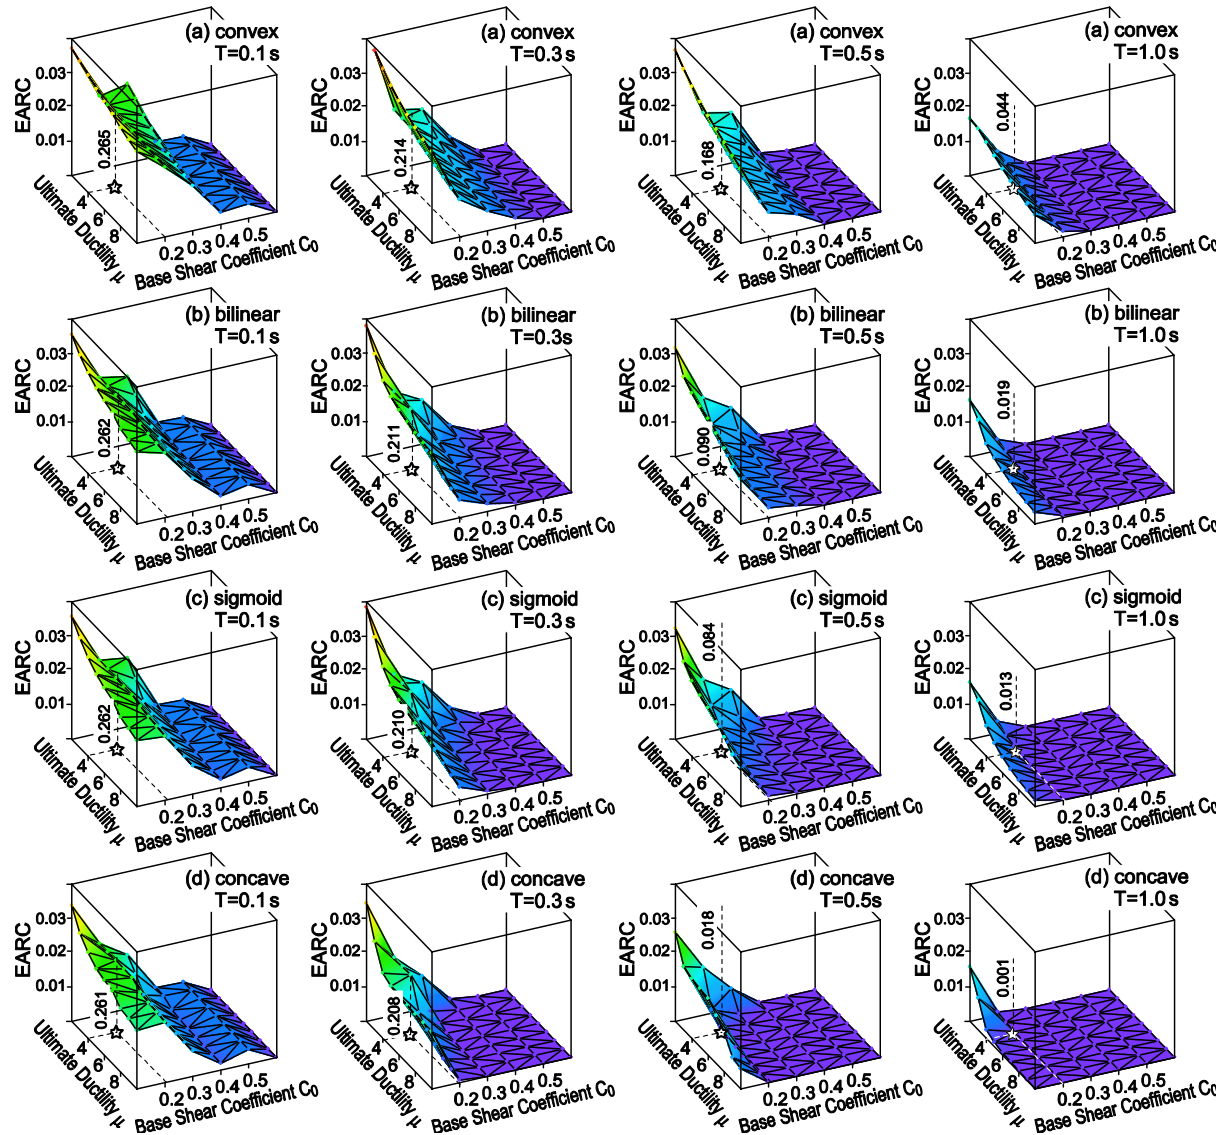 (a) convex
T=0.1 s
EARC
0.03
0.02
0.01
0.265
Ultimate Ductility μ
4
6
8
0.2
0.3
0.4
0.5
Base Shear Coefficient C0
(a) convex
T=0.3 s
EARC
0.03
0.02
0.01
0.214
Ultimate Ductility μ
4
6
8
0.2
0.3
0.4
0.5
Base Shear Coefficient C0
(a) convex
T=0.5 s
EARC
0.03
0.02
0.01
0.168
Ultimate Ductility μ
4
6
8
0.2
0.3
0.4
0.5
Base Shear Coefficient C0
(a) convex
T=1.0 s
EARC
0.03
0.02
0.01
0.044
Ultimate Ductility μ
4
6
8
0.2
0.3
0.4
0.5
Base Shear Coefficient C0
(b) bilinear
T=0.1 s
EARC
0.03
0.02
0.01
0.262
Ultimate Ductility μ
4
6
8
0.2
0.3
0.4
0.5
Base Shear Coefficient C0
(b) bilinear
T=0.3s
EARC
0.03
0.02
0.01
0.211
Ultimate Ductility μ
4
6
8
0.2
0.3
0.4
0.5
Base Shear Coefficient C0
(b) bilinear
T=0.5 s
EARC
0.03
0.02
0.01
0.090
Ultimate Ductility μ
4
6
8
0.2
0.3
0.4
0.5
Base Shear Coefficient C0
(b) bilinear
T=1.0 s
EARC
0.03
0.02
0.01
0.019
Ultimate Ductility μ
4
6
8
0.2
0.3
0.4
0.5
Base Shear Coefficient C0
(c) sigmoid
T=0.1 s
EARC
0.03
0.02
0.01
0.262
Ultimate Ductility μ
4
6
8
0.2
0.3
0.4
0.5
Base Shear Coefficient C0
(c) sigmoid
T=0.3 s
EARC
0.03
0.02
0.01
0.210
Ultimate Ductility μ
4
6
8
0.2
0.3
0.4
0.5
Base Shear Coefficient C0
(c) sigmoid
T=0.5 s
EARC
0.03
0.02
0.01
0.084
Ultimate Ductility μ
4
6
8
0.2
0.3
0.4
0.5
Base Shear Coefficient C0
(c) sigmoid
T=1.0 s
EARC
0.03
0.02
0.01
0.013
Ultimate Ductility μ
4
6
8
0.2
0.3
0.4
0.5
Base Shear Coefficient C0
(d) concave
T=0.1 s
EARC
0.03
0.02
0.01
0.261
Ultimate Ductility μ
4
6
8
0.2
0.3
0.4
0.5
Base Shear Coefficient C0
(d) concave
T=0.3 s
EARC
0.03
0.02
0.01
0.208
Ultimate Ductility μ
4
6
8
0.2
0.3
0.4
0.5
Base Shear Coefficient C0
(d) concave
T=0.5s
EARC
0.03
0.02
0.01
0.018
Ultimate Ductility μ
4
6
8
0.2
0.3
0.4
0.5
Base Shear Coefficient C0
(d) concave
T=1.0 s
EARC
0.03
0.02
0.01
0.001
Ultimate Ductility μ
4
6
8
0.2
0.3
0.4
0.5
Base Shear Coefficient C0